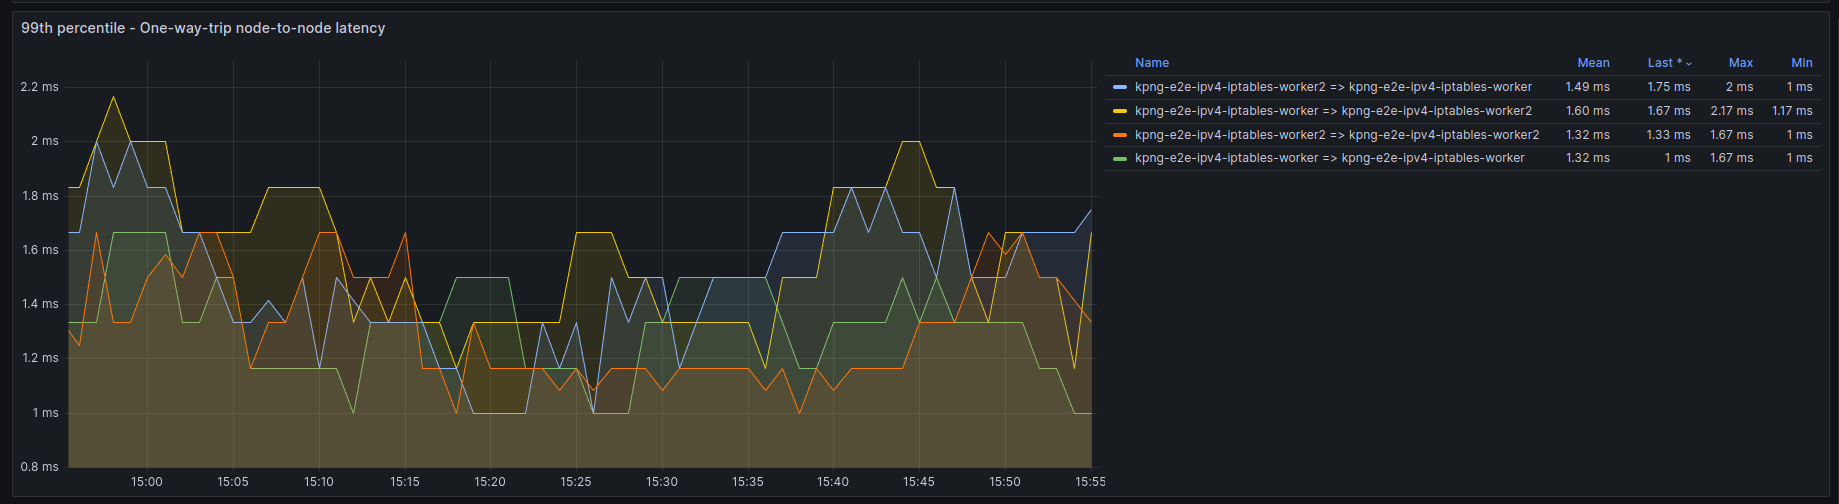 99th percentile - One-way-trip node-to-node latency
Name Mean Last * Max Min
kpng-e2e-ipv4-iptables-worker2 => kpng-e2e-ipv4-iptables-worker 1.49 ms 1.75 ms 2 ms 1 ms
kpng-e2e-ipv4-iptables-worker => kpng-e2e-ipv4-iptables-worker2 1.60 ms 1.67 ms 2.17 ms 1.17 ms
kpng-e2e-ipv4-iptables-worker2 => kpng-e2e-ipv4-iptables-worker2 1.32 ms 1.33 ms 1.67 ms 1 ms
kpng-e2e-ipv4-iptables-worker => kpng-e2e-ipv4-iptables-worker 1.32 ms 1 ms 1.67 ms 1 ms
2.2 ms
2 ms
1.8 ms
1.6 ms
1.4 ms
1.2 ms
1 ms
0.8 ms
15:00 15:05 15:10 15:15 15:20 15:25 15:30 15:35 15:40 15:45 15:50 15:55